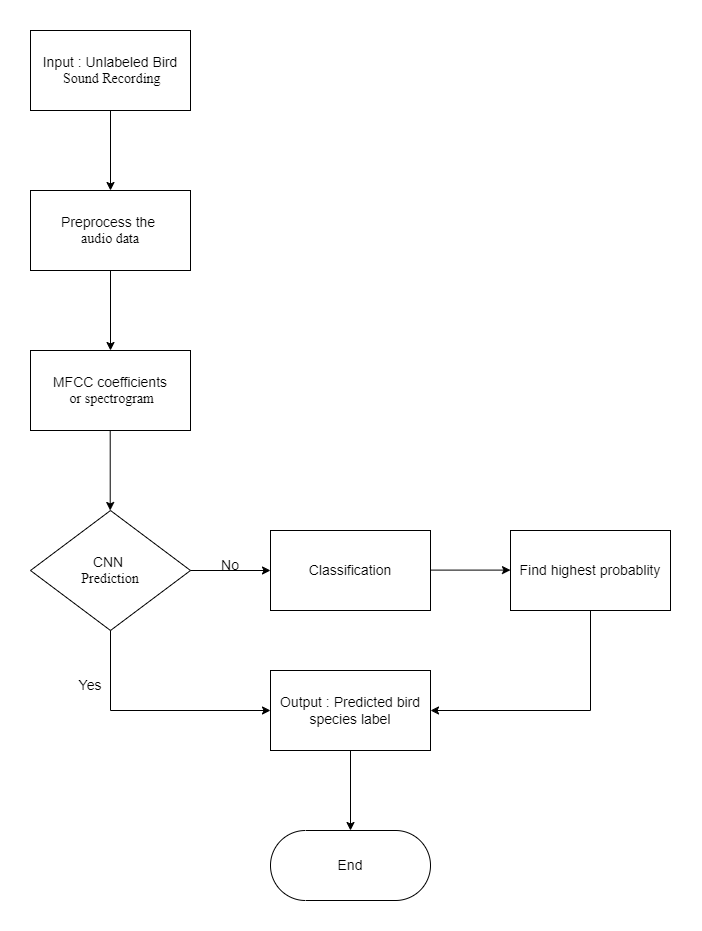 Input : Unlabeled Bird
Sound Recording
Preprocess the
audio data
MFCC coefficients
or spectrogram
CNN
Prediction
No
Classification
Find highest probablity
Yes
Output : Predicted bird
species label
End